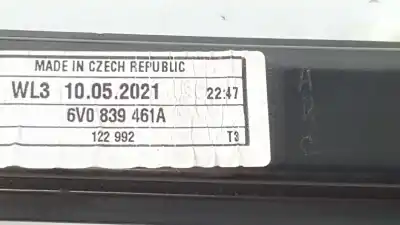 MADE IN CZECH REPUBLIC
WL3 10.05.2021 22:47
6V0 839 461A
122 992 T3